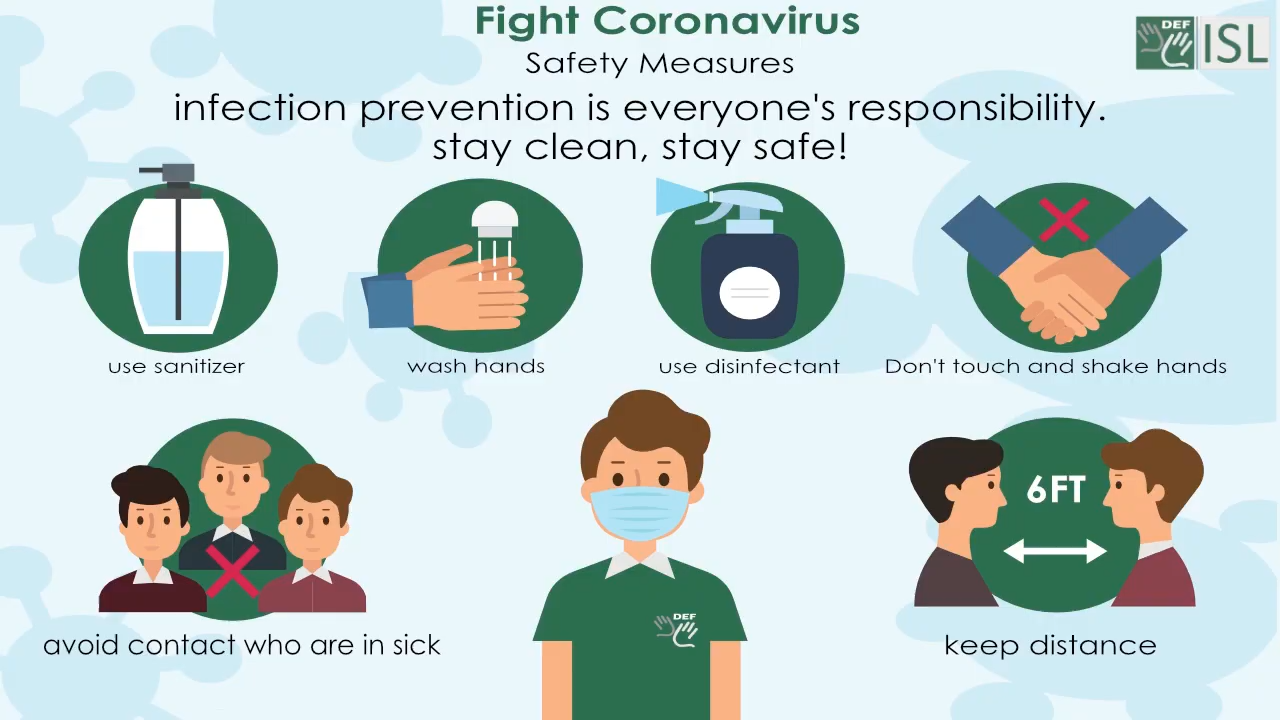 Fight Coronavirus
DEF
ISL
Safety Measures
infection prevention is everyone's responsibility.
stay clean, stay safe!
use sanitizer
wash hands
use disinfectant
Don't touch and shake hands
6FT
DEF
avoid contact who are in sick
keep distance